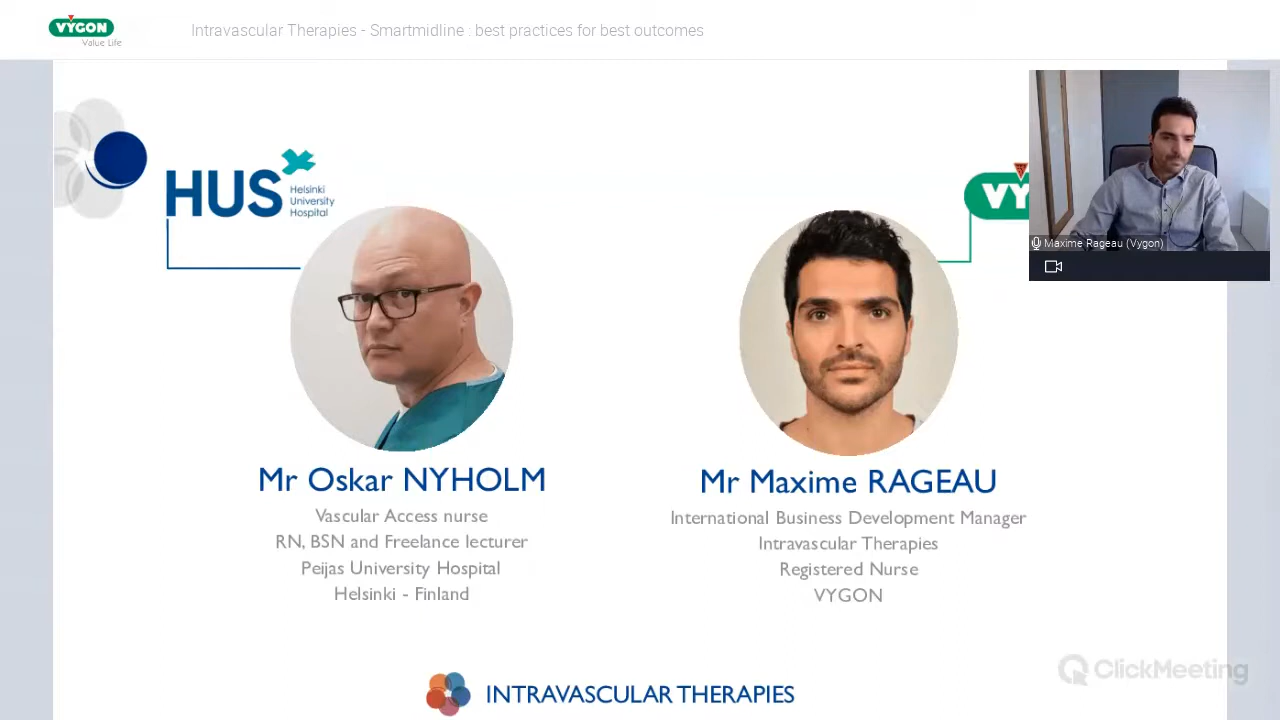 VYGON
Value Life
Intravascular Therapies - Smartmidline : best practices for best outcomes
HUS
Helsinki
University
Hospital
VY
Maxime Rageau (Vygon)
Mr Oskar NYHOLM
Vascular Access nurse
RN, BSN and Freelance lecturer
Peijas University Hospital
Helsinki - Finland
Mr Maxime RAGEAU
International Business Development Manager
Intravascular Therapies
Registered Nurse
VYGON
ClickMeeting
INTRAVASCULAR THERAPIES